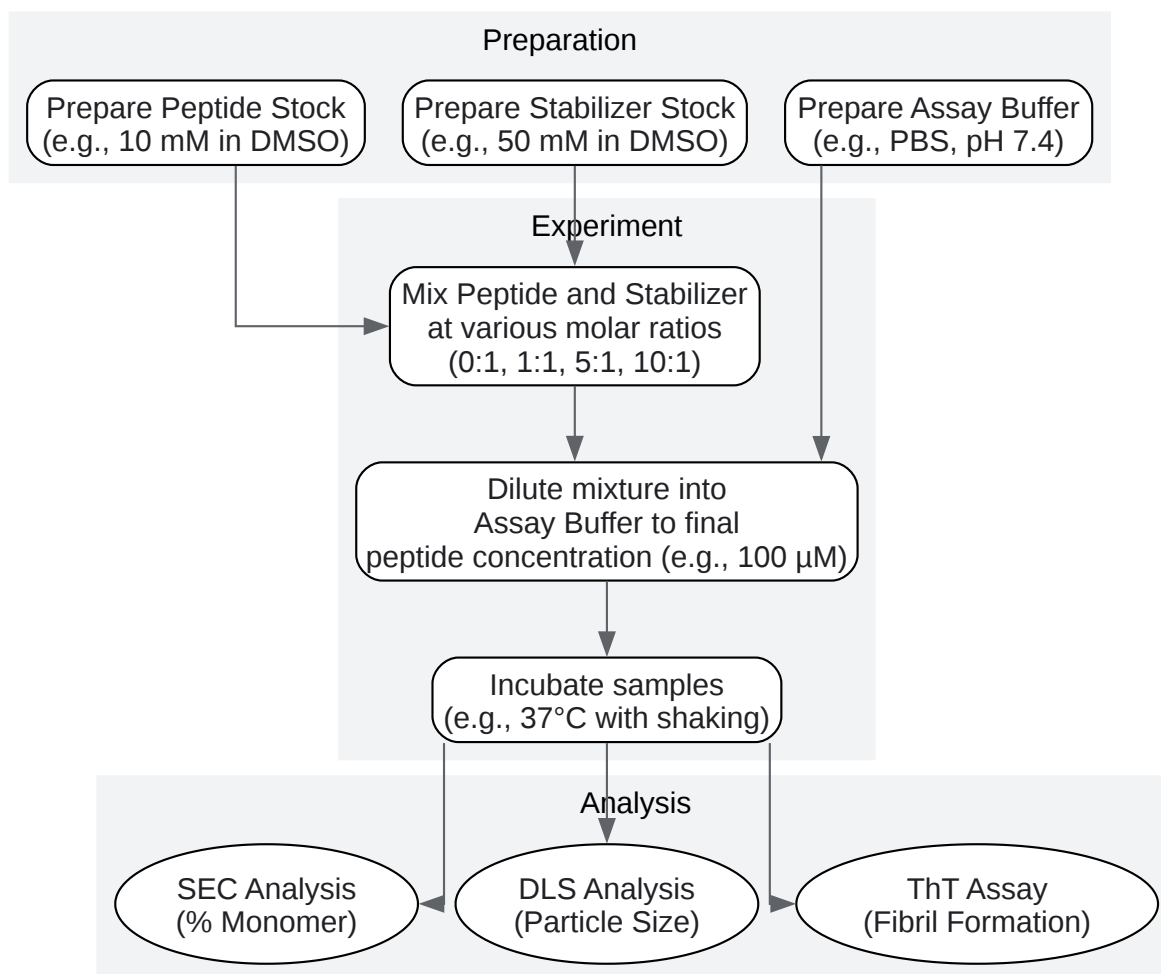 Preparation
Prepare Peptide Stock
(e.g., 10 mM in DMSO)
Prepare Stabilizer Stock
(e.g., 50 mM in DMSO)
Prepare Assay Buffer
(e.g., PBS, pH 7.4)
Experiment
Mix Peptide and Stabilizer
at various molar ratios
(0:1, 1:1, 5:1, 10:1)
Dilute mixture into
Assay Buffer to final
peptide concentration (e.g., 100 µM)
Incubate samples
(e.g., 37°C with shaking)
Analysis
SEC Analysis
(% Monomer)
DLS Analysis
(Particle Size)
ThT Assay
(Fibril Formation)